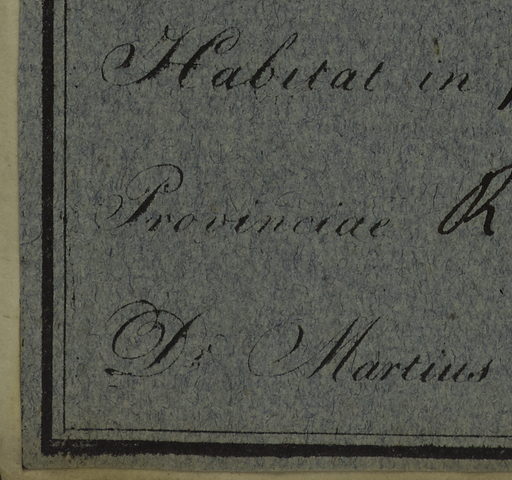 Habitat in
Provinciae R
Dr Martius